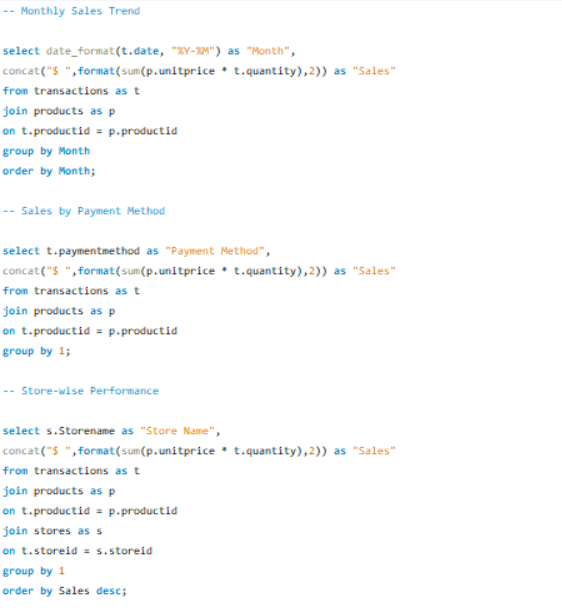 -- Monthly Sales Trend
select date_format(t.date, "%Y-%M") as "Month",
concat("$ ",format(sum(p.unitprice * t.quantity),2)) as "Sales"
from transactions as t
join products as p
on t.productid = p.productid
group by Month
order by Month;
-- Sales by Payment Method
select t.paymentmethod as "Payment Method",
concat("$ ",format(sum(p.unitprice * t.quantity),2)) as "Sales"
from transactions as t
join products as p
on t.productid = p.productid
group by 1;
-- Store-wise Performance
select s.Storename as "Store Name",
concat("$ ",format(sum(p.unitprice * t.quantity),2)) as "Sales"
from transactions as t
join products as p
on t.productid = p.productid
join stores as s
on t.storeid = s.storeid
group by 1
order by Sales desc;